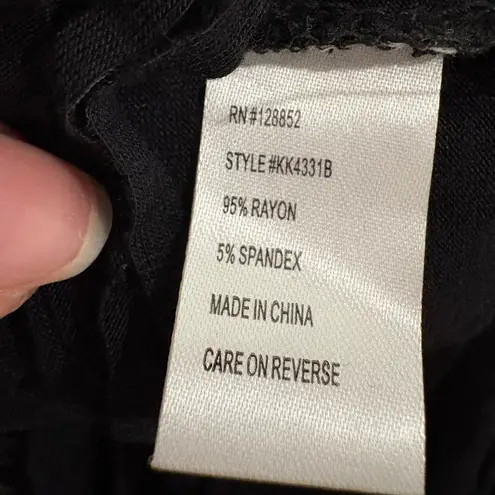 RN#128852
STYLE#KK4331B
95% RAYON
5% SPANDEX
MADE IN CHINA
CARE ON REVERSE